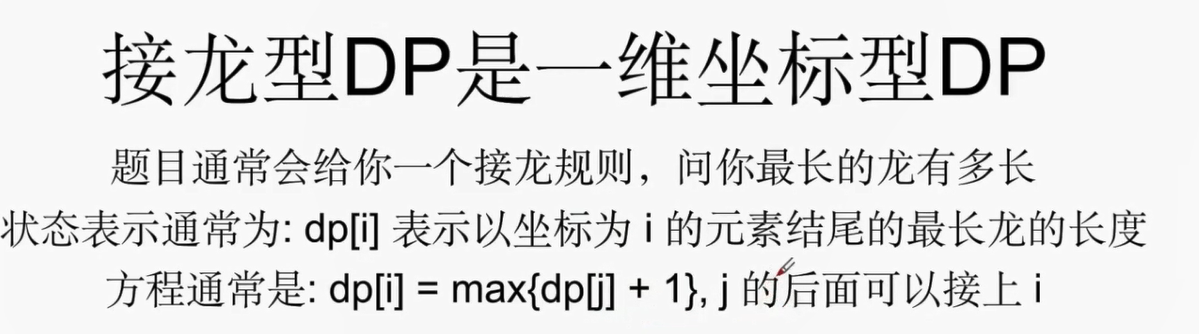 接龙型DP是一维坐标型DP
题目通常会给你一个接龙规则，问你最长的龙有多长
状态表示通常为: dp[i] 表示以坐标为 i 的元素结尾的最长龙的长度
方程通常是: dp[i] = max{dp[j] + 1}, j 的后面可以接上 i